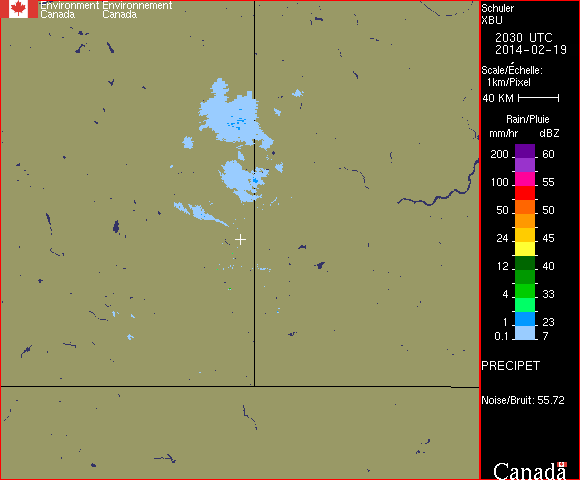 Environment Environnement
Canada Canada
Schuler
XBU
2030 UTC
2014-02-19
Scale/Échelle:
1km/Pixel
40 KM
Rain/Pluie
mm/hr dBZ
200 60
100 55
50 50
24 45
12 40
4 33
1 23
0.1 7
PRECIPET
Noise/Bruit: 55.72
Canada